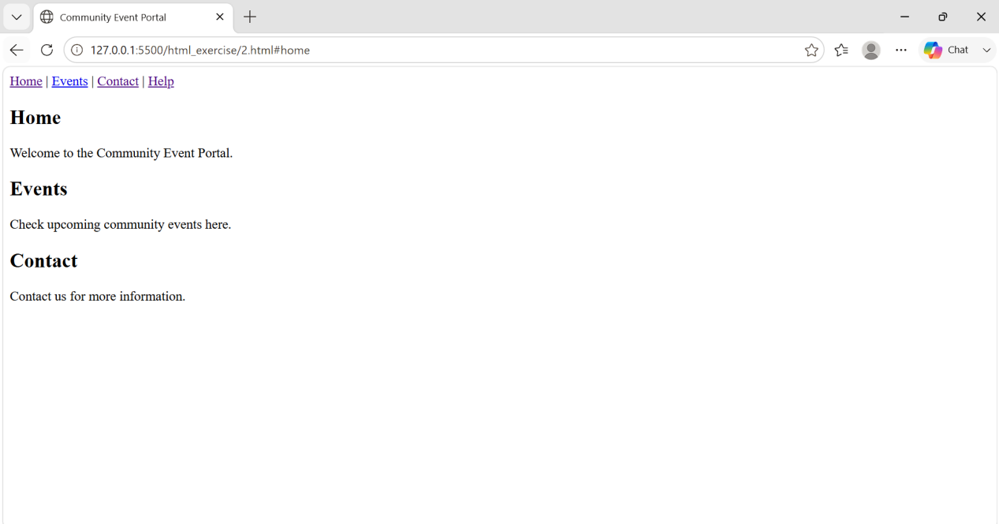 Community Event Portal
127.0.0.1:5500/html_exercise/2.html#home
Chat
Home | Events | Contact | Help
Home
Welcome to the Community Event Portal.
Events
Check upcoming community events here.
Contact
Contact us for more information.